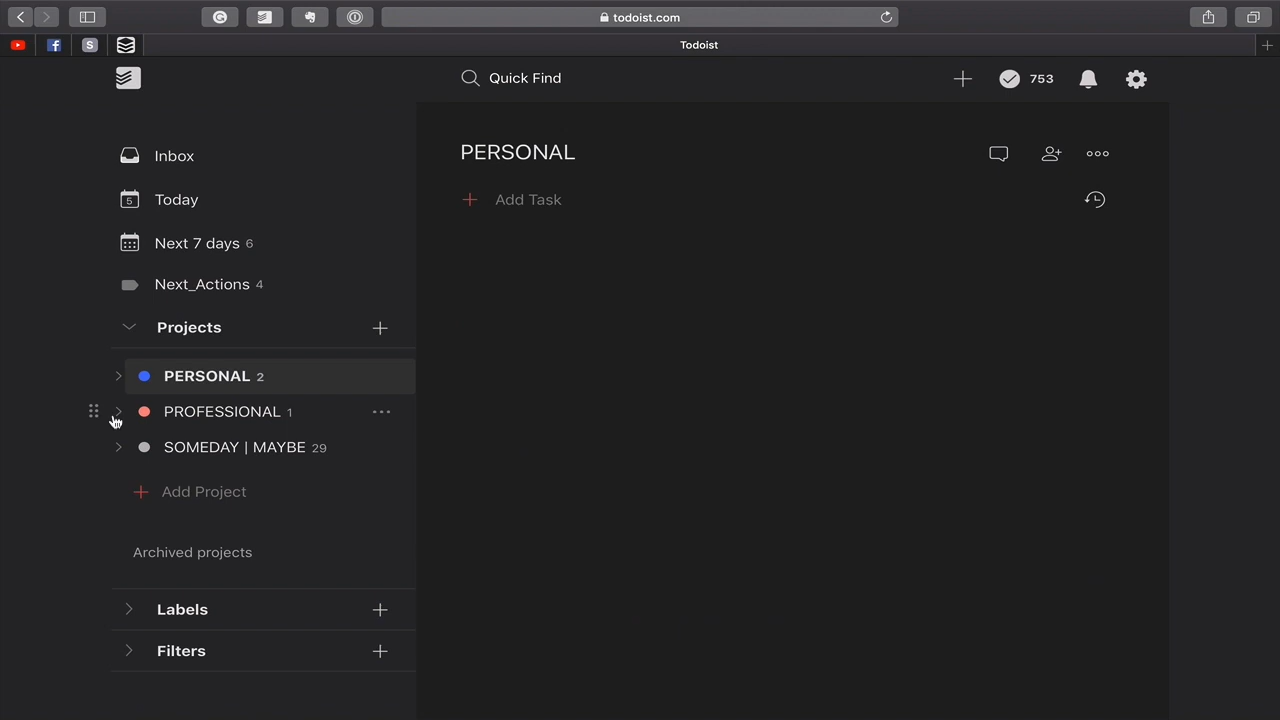 todoist.com
S
Todoist
Quick Find
753
Inbox
5
Today
Next 7 days 6
Next_Actions 4
Projects
PERSONAL 2
PROFESSIONAL 1
SOMEDAY | MAYBE 29
Add Project
Archived projects
Labels
Filters
PERSONAL
Add Task